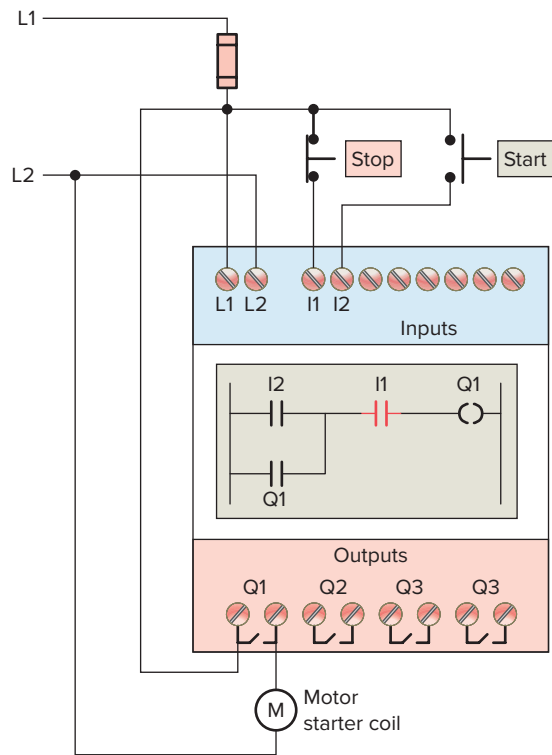 L1
Stop
Start
L2
L1 L2 I1 I2
Inputs
I2 I1 Q1
Q1
Outputs
Q1 Q2 Q3 Q3
M
Motor
starter coil